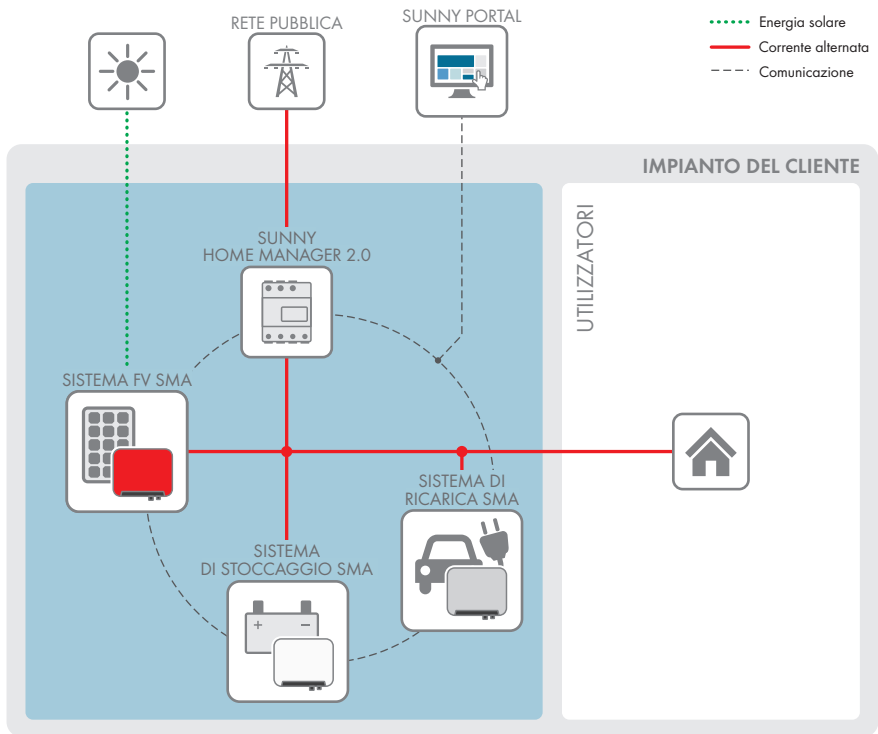 RETE PUBBLICA
SUNNY PORTAL
Energia solare
Corrente alternata
Comunicazione
IMPIANTO DEL CLIENTE
UTILIZZATORI
SUNNY
HOME MANAGER 2.0
SISTEMA FV SMA
SISTEMA DI
RICARICA SMA
SISTEMA
DI STOCCAGGIO SMA
+ −